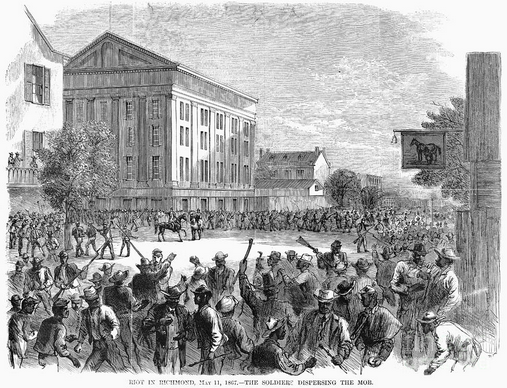 RIOT IN RICHMOND, MAY 11, 1867.—THE SOLDIERS DISPERSING THE MOB.